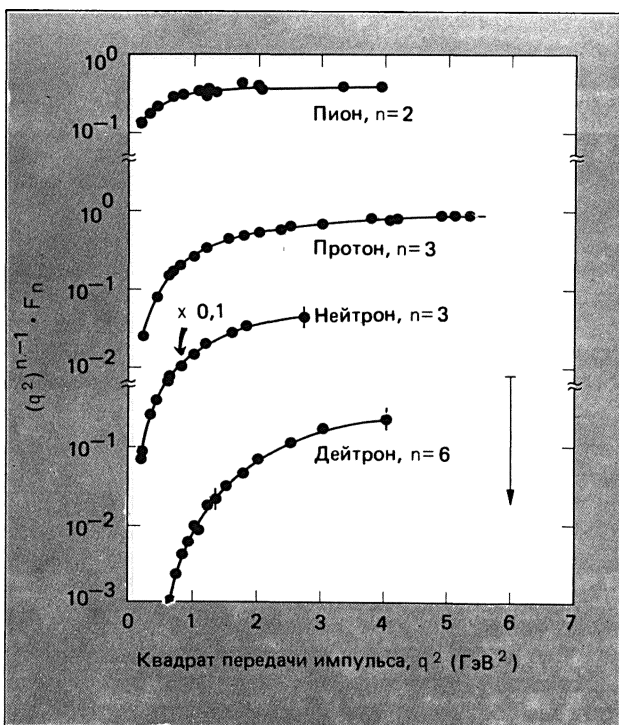 10⁰
Пион, n=2
10⁻¹
10⁰
Протон, n=3
10⁻¹
× 0,1
Нейтрон, n=3
10⁻²
(q²)ⁿ⁻¹ · Fn
10⁻¹
Дейтрон, n=6
10⁻²
10⁻³
0 1 2 3 4 5 6 7
Квадрат передачи импульса, q² (ГэВ²)